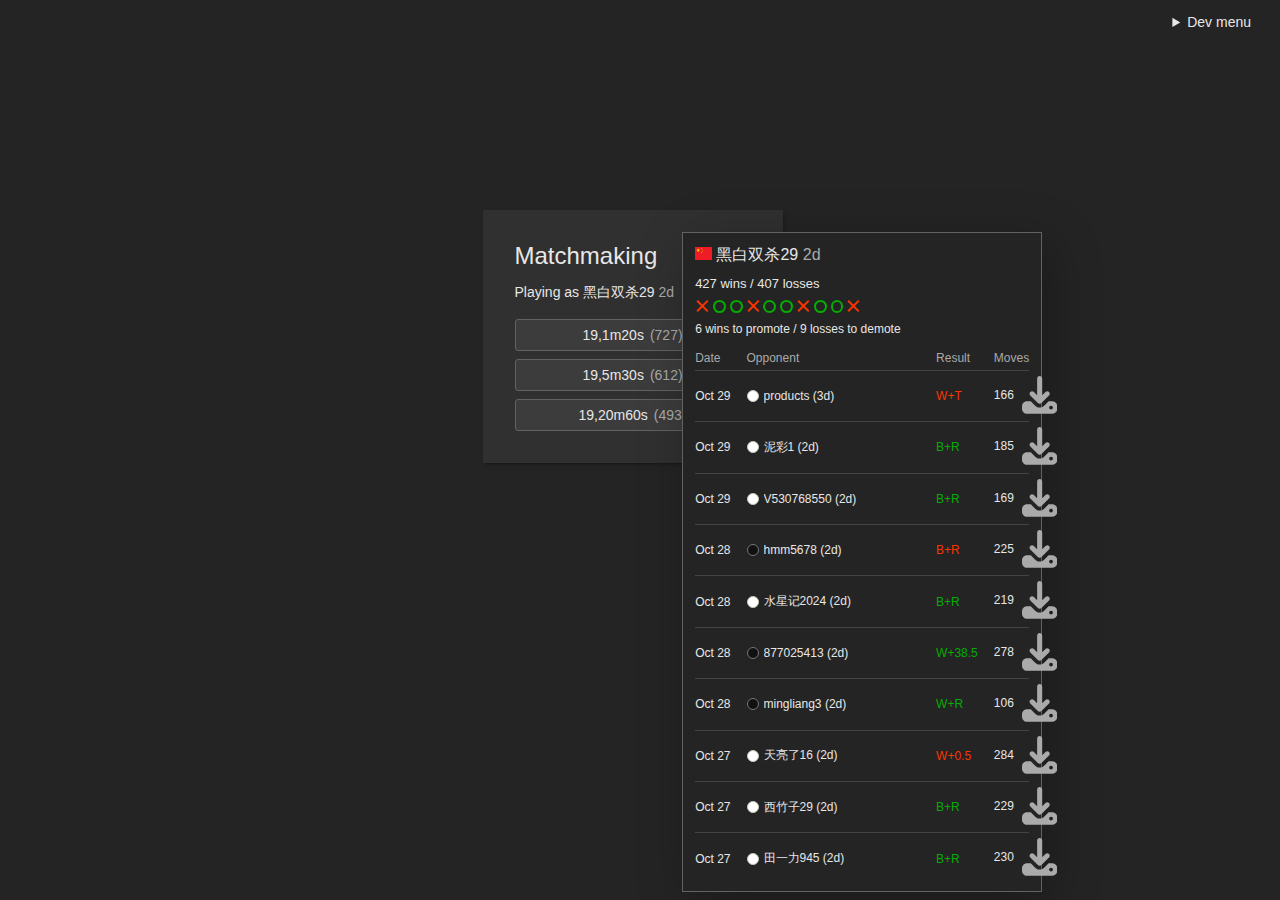 ▶ Dev menu
Matchmaking
Playing as 黑白双杀29 2d
19,1m20s (727)
19,5m30s (612)
19,20m60s (493
黑白双杀29 2d
427 wins / 407 losses
6 wins to promote / 9 losses to demote
Date Opponent Result Moves
Oct 29 products (3d) W+T 166
Oct 29 泥彩1 (2d) B+R 185
Oct 29 V530768550 (2d) B+R 169
Oct 28 hmm5678 (2d) B+R 225
Oct 28 水星记2024 (2d) B+R 219
Oct 28 877025413 (2d) W+38.5 278
Oct 28 mingliang3 (2d) W+R 106
Oct 27 天亮了16 (2d) W+0.5 284
Oct 27 西竹子29 (2d) B+R 229
Oct 27 田一力945 (2d) B+R 230